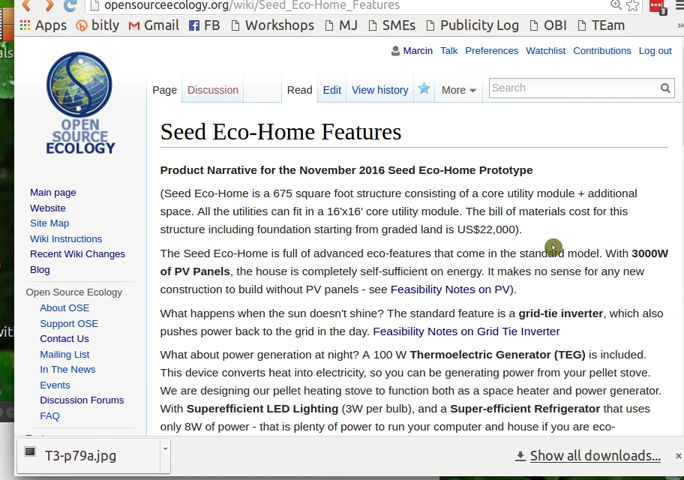 opensourceecology.org/wiki/Seed_Eco-Home_Features
Apps bitly Gmail FB Workshops MJ SMEs Publicity Log OBI TEam
Marcin Talk Preferences Watchlist Contributions Log out
Page Discussion Read Edit View history More Search
OPEN
SOURCE
ECOLOGY
Seed Eco-Home Features
Product Narrative for the November 2016 Seed Eco-Home Prototype
(Seed Eco-Home is a 675 square foot structure consisting of a core utility module + additional
space. All the utilities can fit in a 16'x16' core utility module. The bill of materials cost for this
structure including foundation starting from graded land is US$22,000).
The Seed Eco-Home is full of advanced eco-features that come in the standard model. With 3000W
of PV Panels, the house is completely self-sufficient on energy. It makes no sense for any new
construction to build without PV panels - see Feasibility Notes on PV).
What happens when the sun doesn't shine? The standard feature is a grid-tie inverter, which also
pushes power back to the grid in the day. Feasibility Notes on Grid Tie Inverter
What about power generation at night? A 100 W Thermoelectric Generator (TEG) is included.
This device converts heat into electricity, so you can be generating power from your pellet stove.
We are designing our pellet heating stove to function both as a space heater and power generator.
With Superefficient LED Lighting (3W per bulb), and a Super-efficient Refrigerator that uses
only 8W of power - that is plenty of power to run your computer and house if you are eco-
Main page
Website
Site Map
Wiki Instructions
Recent Wiki Changes
Blog
Open Source Ecology
About OSE
Support OSE
Contact Us
Mailing List
In The News
Events
Discussion Forums
FAQ
T3-p79a.jpg
Show all downloads...